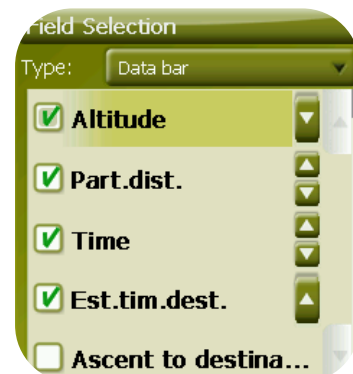 Field Selection
Type: Data bar
Altitude
Part.dist.
Time
Est.tim.dest.
Ascent to destina...